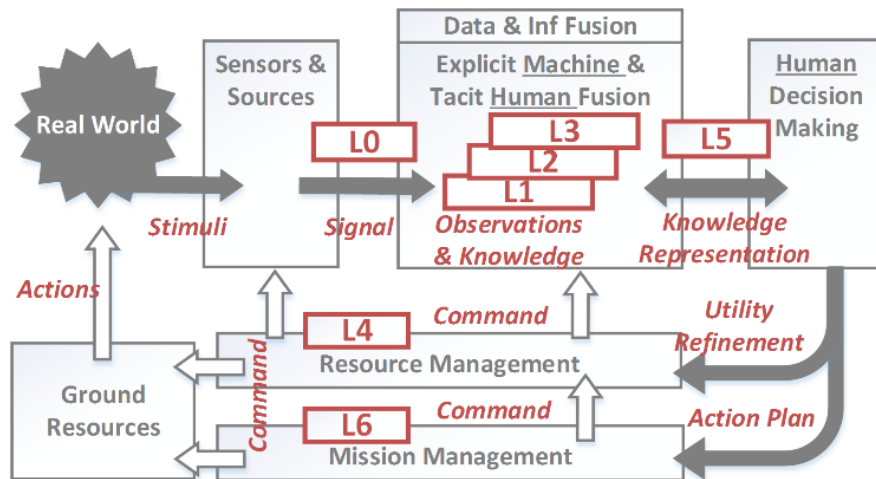 Data & Inf Fusion
Sensors &
Sources
Explicit Machine &
Tacit Human Fusion
Human
Decision
Making
Real World
L0
L3
L2
L1
L5
Stimuli
Signal
Observations
& Knowledge
Knowledge
Representation
Actions
L4
Command
Utility
Refinement
Resource Management
Ground
Resources
Command
L6
Command
Action Plan
Mission Management